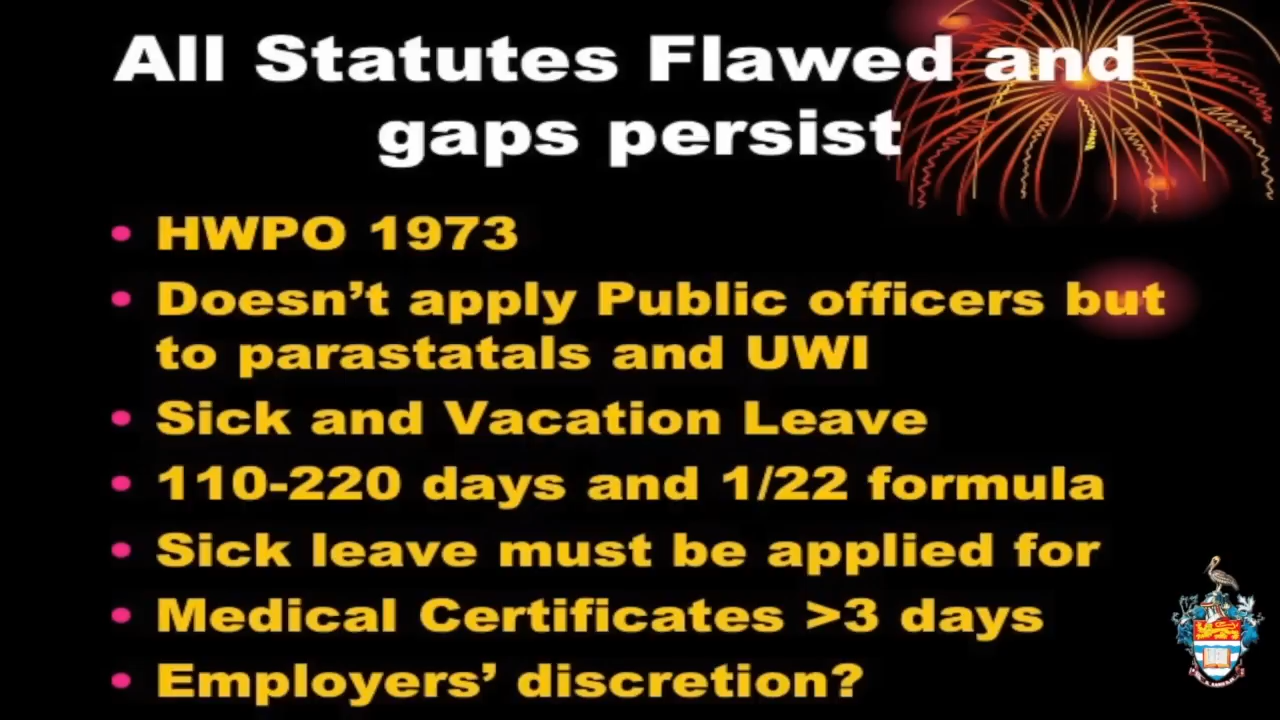 All Statutes Flawed and
gaps persist
• HWPO 1973
• Doesn’t apply Public officers but
to parastatals and UWI
• Sick and Vacation Leave
• 110-220 days and 1/22 formula
• Sick leave must be applied for
• Medical Certificates >3 days
• Employers’ discretion?